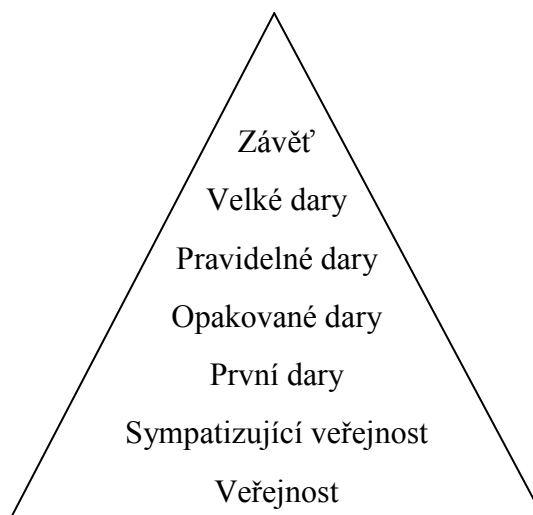 Závěť
Velké dary
Pravidelné dary
Opakované dary
První dary
Sympatizující veřejnost
Veřejnost